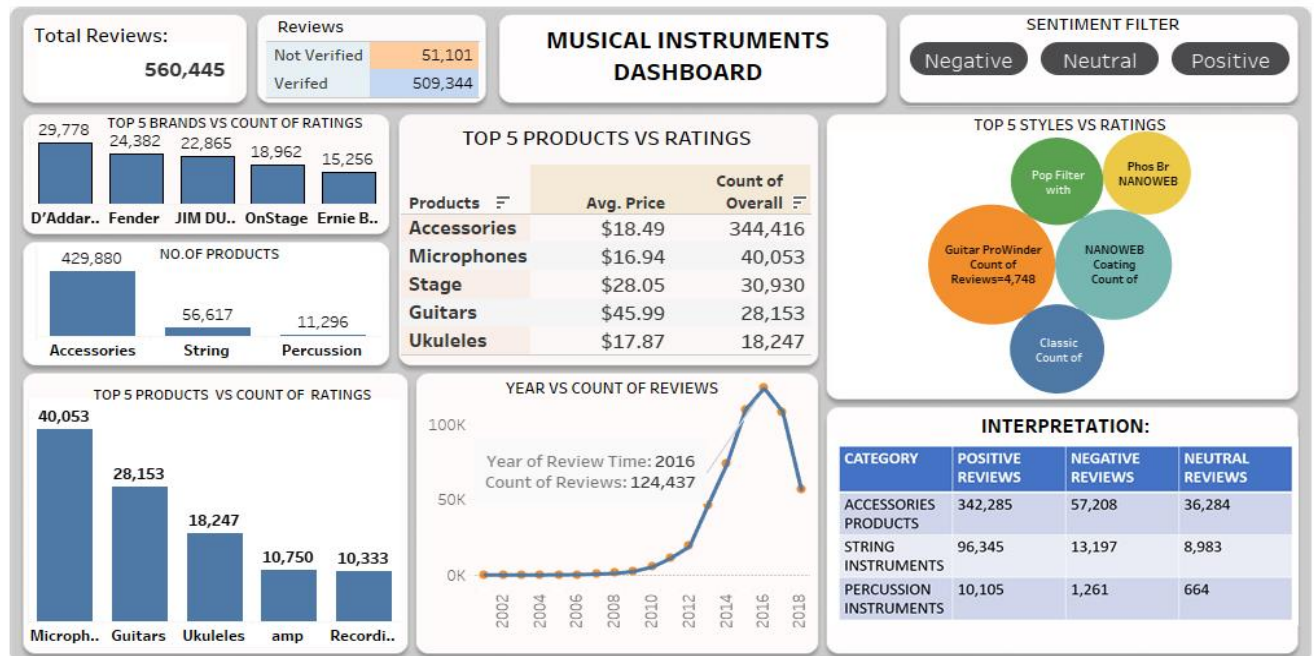 Total Reviews:
560,445
Reviews
Not Verified 51,101
Verifed 509,344
MUSICAL INSTRUMENTS
DASHBOARD
SENTIMENT FILTER
Negative Neutral Positive
TOP 5 BRANDS VS COUNT OF RATINGS
29,778 24,382 22,865 18,962 15,256
D'Addar.. Fender JIM DU.. OnStage Ernie B..
NO.OF PRODUCTS
429,880 56,617 11,296
Accessories String Percussion
TOP 5 PRODUCTS VS RATINGS
Products Avg. Price Count of
Overall
Accessories $18.49 344,416
Microphones $16.94 40,053
Stage $28.05 30,930
Guitars $45.99 28,153
Ukuleles $17.87 18,247
TOP 5 STYLES VS RATINGS
Pop Filter
with
Phos Br
NANOWEB
Guitar ProWinder
Count of
Reviews=4,748
NANOWEB
Coating
Count of
Classic
Count of
TOP 5 PRODUCTS VS COUNT OF RATINGS
40,053 28,153 18,247 10,750 10,333
Microph.. Guitars Ukuleles amp Recordi..
YEAR VS COUNT OF REVIEWS
100K
50K
0K
Year of Review Time: 2016
Count of Reviews: 124,437
2002 2004 2006 2008 2010 2012 2014 2016 2018
INTERPRETATION:
CATEGORY POSITIVE REVIEWS NEGATIVE REVIEWS NEUTRAL REVIEWS
ACCESSORIES PRODUCTS 342,285 57,208 36,284
STRING INSTRUMENTS 96,345 13,197 8,983
PERCUSSION INSTRUMENTS 10,105 1,261 664